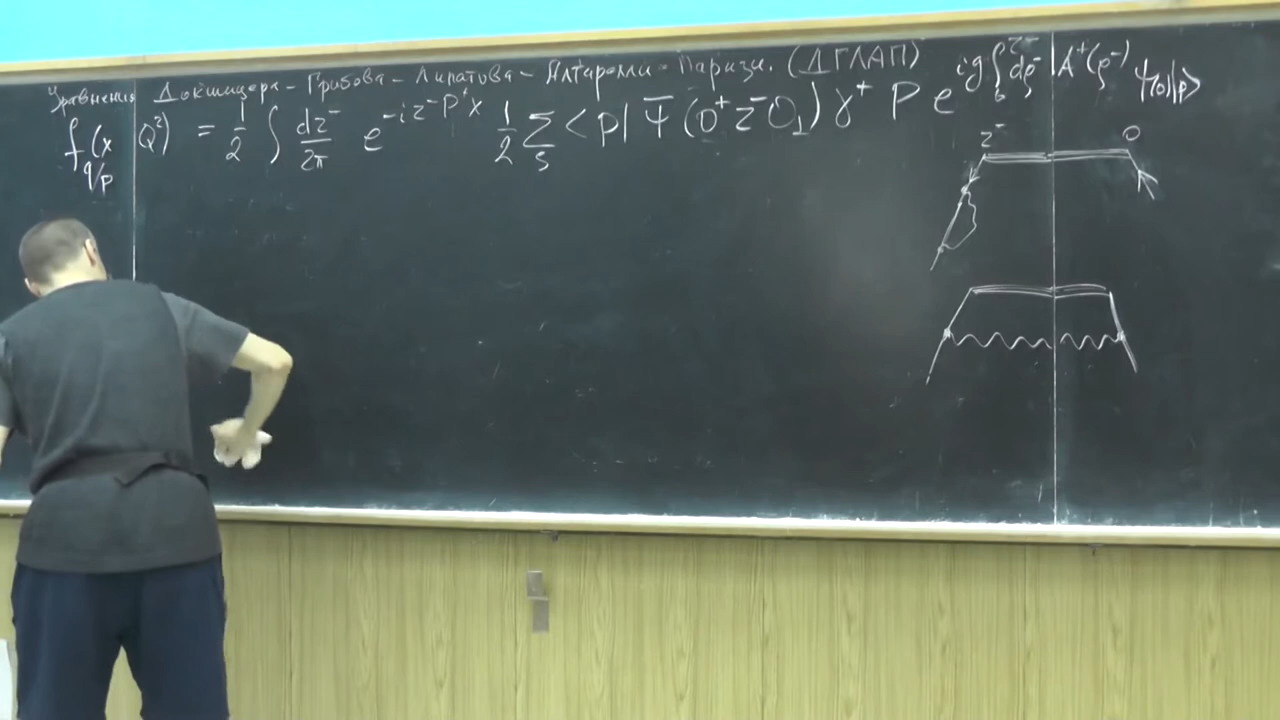 Уравнения Докшицера - Грибова - Липатова - Алтарелли - Паризи. (ДГЛАП)
f_{q/p}(x Q²) = 1/2 ∫ dz⁻/2π e^{-iz⁻P⁺x} 1/2 Σ_s <p| Ψ̄ (0⁺ z⁻ 0_⊥) γ⁺ P e^{ig ∫_0^{z⁻} dρ⁻ A⁺(ρ⁻)} Ψ(0)|p>
z⁻ 0